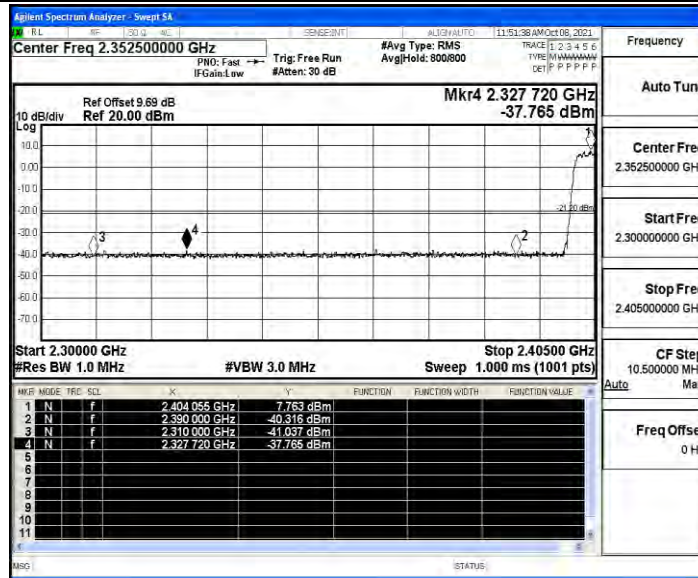 Agilent Spectrum Analyzer - Swept SA
RL RF 50 Ω AC SENSE:INT ALIGNAUTO 11:51:38 AM Oct 08, 2021
Center Freq 2.352500000 GHz #Avg Type: RMS TRACE 1 2 3 4 5 6
PNO: Fast Trig: Free Run Avg|Hold: 800/800 TYPE MWWWWW
IFGain:Low #Atten: 30 dB DET P P P P P P
Ref Offset 9.69 dB Mkr4 2.327 720 GHz
10 dB/div Ref 20.00 dBm -37.765 dBm
Log
1
10.0
0.00
-10.0
-20.0
-21.20 dBm
-30.0
3 4 2
-40.0
-50.0
-60.0
-70.0
Start 2.30000 GHz Stop 2.40500 GHz
#Res BW 1.0 MHz #VBW 3.0 MHz Sweep 1.000 ms (1001 pts)
MKR MODE TRC SCL X Y FUNCTION FUNCTION WIDTH FUNCTION VALUE
1 N f 2.404 055 GHz 7.763 dBm
2 N f 2.390 000 GHz -40.316 dBm
3 N f 2.310 000 GHz -41.037 dBm
4 N f 2.327 720 GHz -37.765 dBm
5
6
7
8
9
10
11
MSG STATUS
Frequency
Auto Tun
Center Fre
2.352500000 GH
Start Fre
2.300000000 GH
Stop Fre
2.405000000 GH
CF Step
10.500000 MH
Auto Ma
Freq Offse
0 H